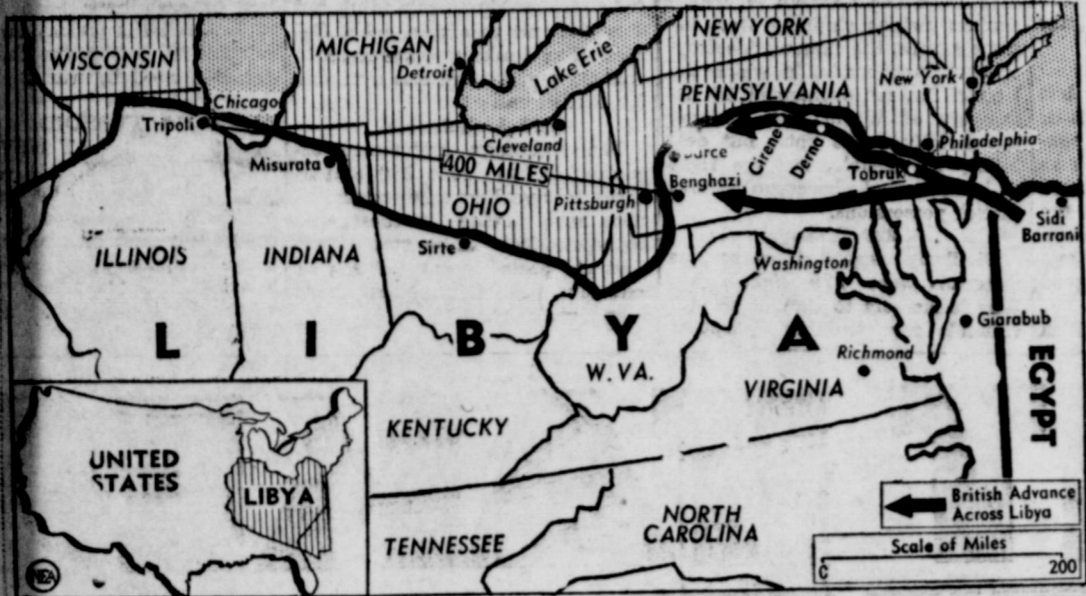 WISCONSIN
MICHIGAN
NEW YORK
Detroit
Lake Erie
New York
PENNSYLVANIA
Chicago
Tripoli
Cleveland
Philadelphia
Misurata
400 MILES
Cirene
Derna
Tobruk
Benghazi
Pittsburgh
OHIO
Sidi
Barrani
Sirte
ILLINOIS
INDIANA
Washington
L I B Y A
Giarabub
Richmond
W. VA.
VIRGINIA
EGYPT
KENTUCKY
UNITED
STATES
LIBYA
British Advance
Across Libya
NORTH
CAROLINA
TENNESSEE
Scale of Miles
200
NEA